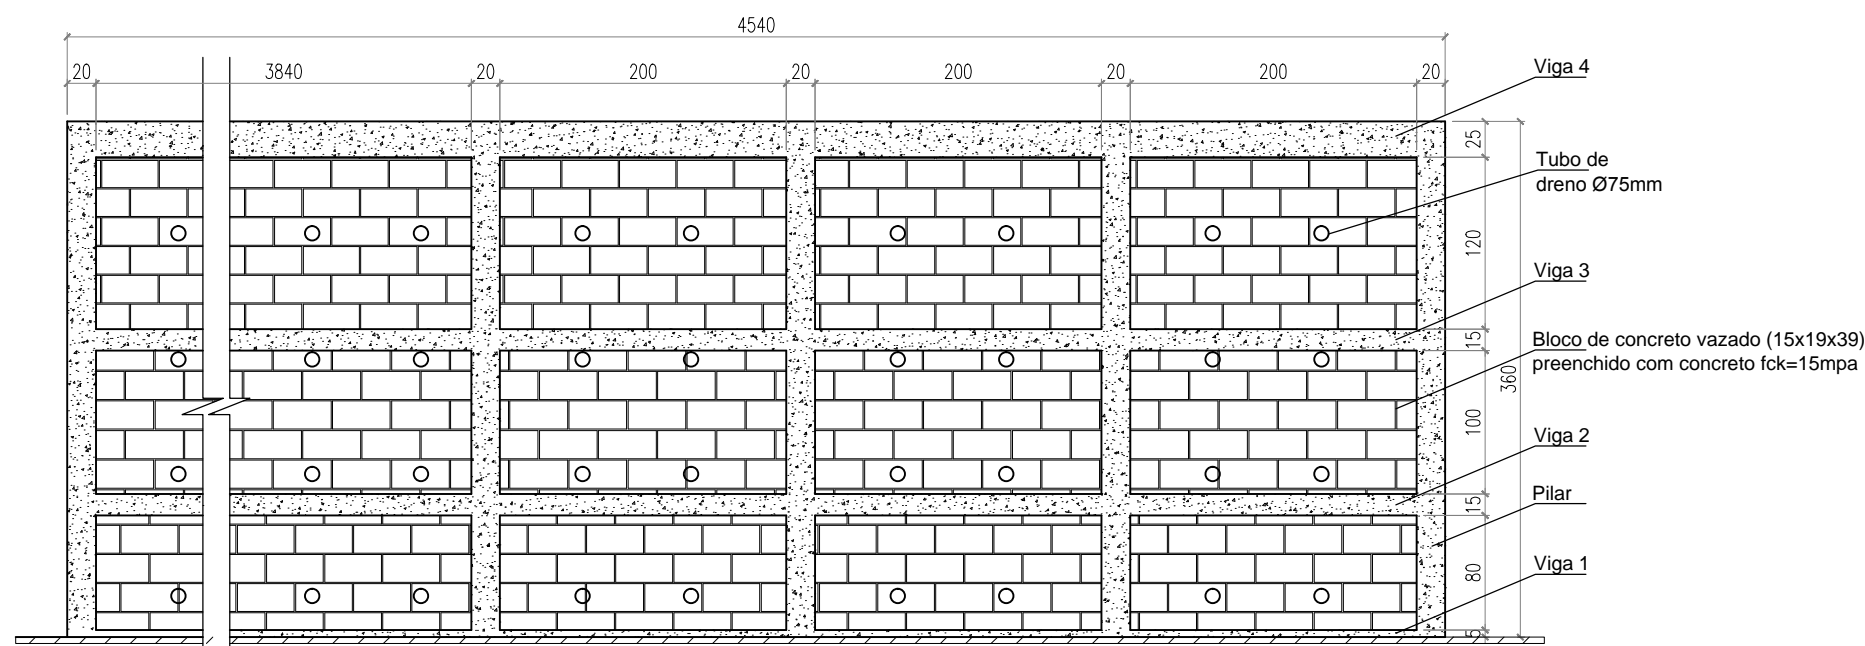 4540
20
3840
20
200
20
200
20
200
20
Viga 4
25
Tubo de
dreno Ø75mm
120
Viga 3
15
Bloco de concreto vazado (15x19x39)
preenchido com concreto fck=15mpa
360
100
Viga 2
15
Pilar
Viga 1
80
5